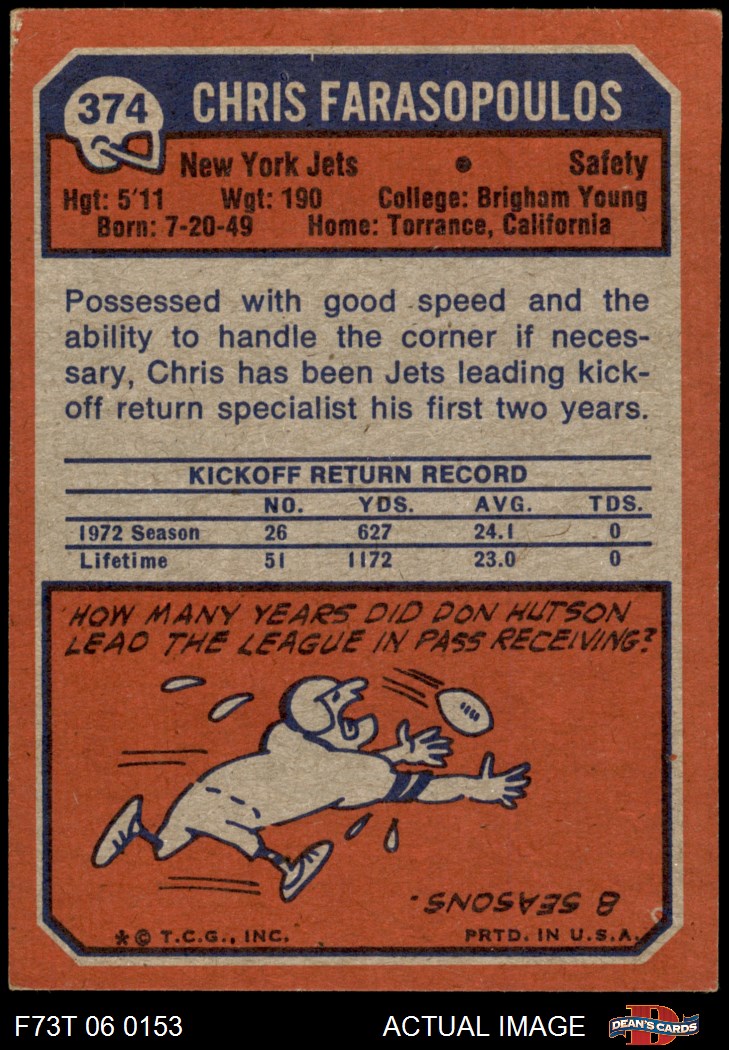 374
CHRIS FARASOPOULOS
New York Jets • Safety
Hgt: 5'11 Wgt: 190 College: Brigham Young
Born: 7-20-49 Home: Torrance, California
Possessed with good speed and the
ability to handle the corner if neces-
sary, Chris has been Jets leading kick-
off return specialist his first two years.
KICKOFF RETURN RECORD
NO. YDS. AVG. TDS.
1972 Season 26 627 24.1 0
Lifetime 51 1172 23.0 0
HOW MANY YEARS DID DON HUTSON
LEAD THE LEAGUE IN PASS RECEIVING?
8 SEASONS.
* © T.C.G., INC. PRTD. IN U.S.A.
F73T 06 0153 ACTUAL IMAGE
D
DEAN'S CARDS